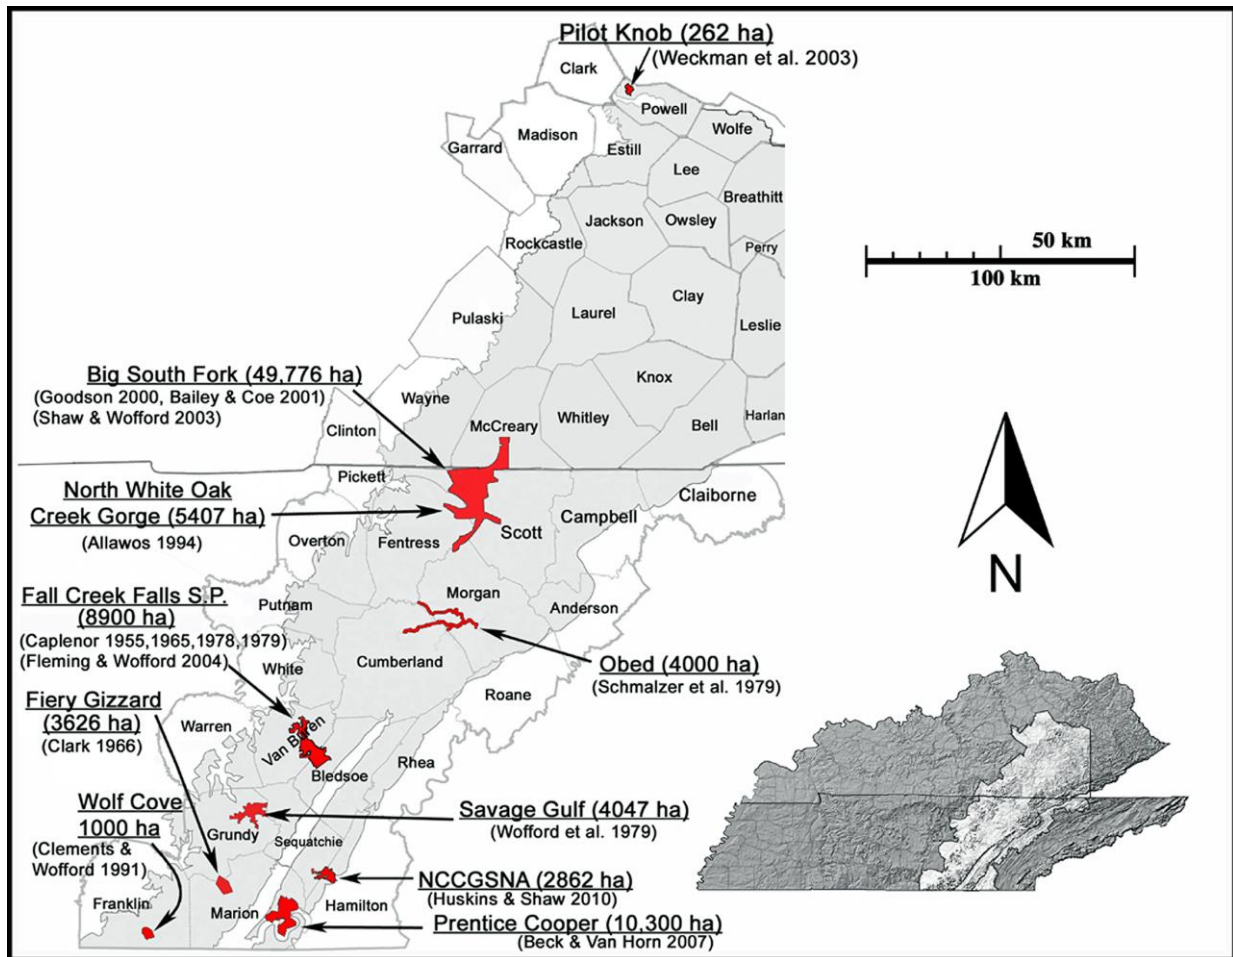 Pilot Knob (262 ha)
(Weckman et al. 2003)
Clark
Powell
Madison
Wolfe
Garrard
Estill
Lee
Breathitt
Jackson
Owsley
Rockcastle
Perry
50 km
100 km
Clay
Laurel
Pulaski
Leslie
Big South Fork (49,776 ha)
(Goodson 2000, Bailey & Coe 2001)
(Shaw & Wofford 2003)
Knox
Wayne
Whitley
Harlan
McCreary
Bell
Clinton
Pickett
North White Oak
Creek Gorge (5407 ha)
(Allawos 1994)
Claiborne
Campbell
Scott
Overton
Fentress
Fall Creek Falls S.P.
(8900 ha)
(Caplenor 1955,1965,1978,1979)
(Fleming & Wofford 2004)
N
Morgan
Putnam
Anderson
White
Cumberland
Obed (4000 ha)
(Schmalzer et al. 1979)
Roane
Fiery Gizzard
(3626 ha)
(Clark 1966)
Warren
Van Buren
Rhea
Bledsoe
Wolf Cove
1000 ha
(Clements &
Wofford 1991)
Savage Gulf (4047 ha)
(Wofford et al. 1979)
Grundy
Sequatchie
NCCGSNA (2862 ha)
(Huskins & Shaw 2010)
Franklin
Marion
Hamilton
Prentice Cooper (10,300 ha)
(Beck & Van Horn 2007)